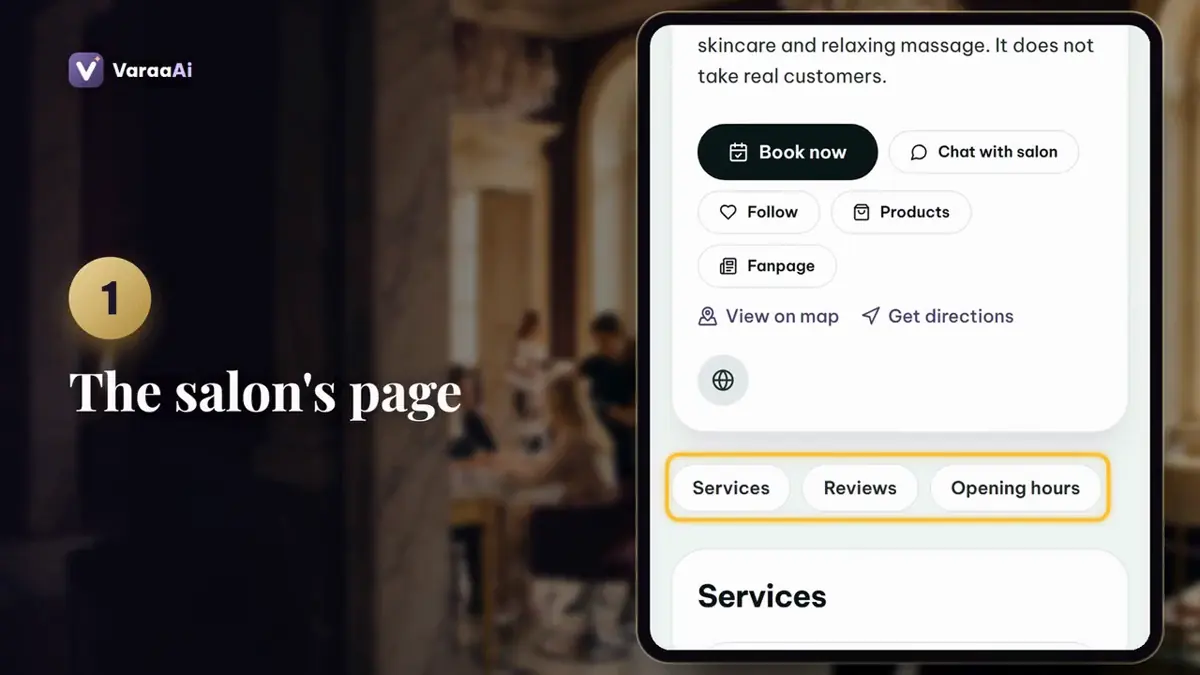 VaraaAi
1
The salon's page
skincare and relaxing massage. It does not
take real customers.
Book now
Chat with salon
Follow
Products
Fanpage
View on map
Get directions
Services
Reviews
Opening hours
Services